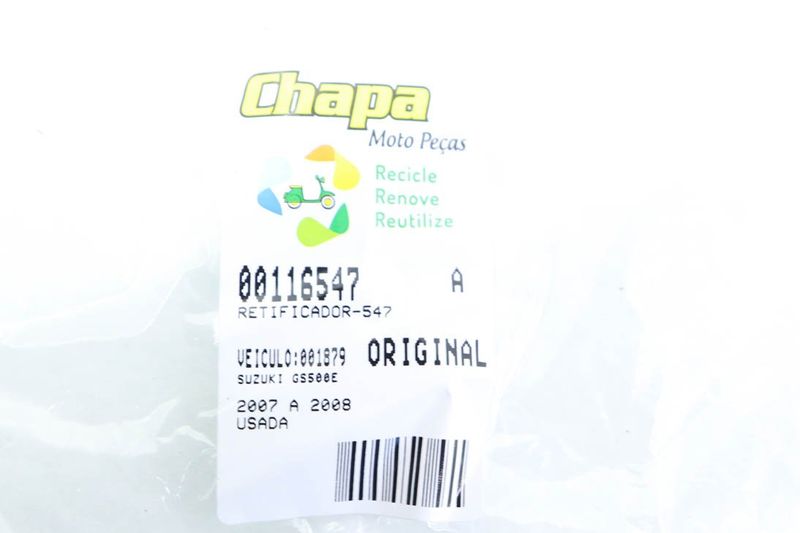 Chapa
Moto Peças
Recicle
Renove
Reutilize
00116547 A
RETIFICADOR-547
VEICULO:001879 ORIGINAL
SUZUKI GS500E
2007 A 2008
USADA